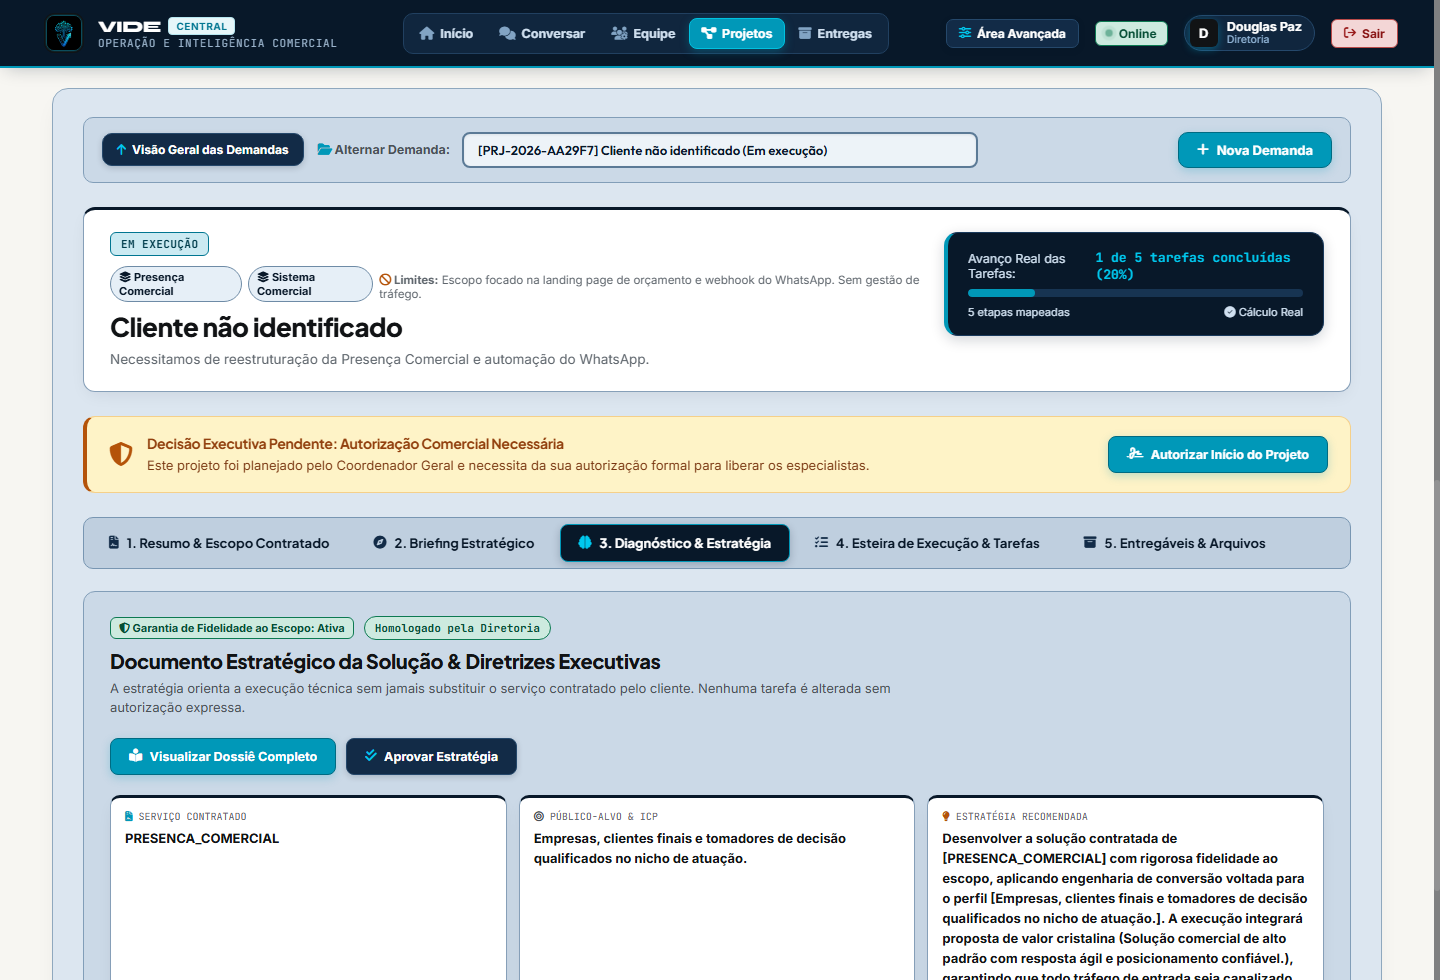 VIDE CENTRAL
OPERAÇÃO E INTELIGÊNCIA COMERCIAL
Início
Conversar
Equipe
Projetos
Entregas
Área Avançada
Online
D
Douglas Paz
Diretoria
Sair
Visão Geral das Demandas
Alternar Demanda:
[PRJ-2026-AA29F7] Cliente não identificado (Em execução)
Nova Demanda
EM EXECUÇÃO
Presença
Comercial
Sistema
Comercial
Limites: Escopo focado na landing page de orçamento e webhook do WhatsApp. Sem gestão de
tráfego.
Cliente não identificado
Necessitamos de reestruturação da Presença Comercial e automação do WhatsApp.
Avanço Real das
Tarefas:
1 de 5 tarefas concluídas
(20%)
5 etapas mapeadas
Cálculo Real
Decisão Executiva Pendente: Autorização Comercial Necessária
Este projeto foi planejado pelo Coordenador Geral e necessita da sua autorização formal para liberar os especialistas.
Autorizar Início do Projeto
1. Resumo & Escopo Contratado
2. Briefing Estratégico
3. Diagnóstico & Estratégia
4. Esteira de Execução & Tarefas
5. Entregáveis & Arquivos
Garantia de Fidelidade ao Escopo: Ativa
Homologado pela Diretoria
Documento Estratégico da Solução & Diretrizes Executivas
A estratégia orienta a execução técnica sem jamais substituir o serviço contratado pelo cliente. Nenhuma tarefa é alterada sem
autorização expressa.
Visualizar Dossiê Completo
Aprovar Estratégia
SERVIÇO CONTRATADO
PRESENCA_COMERCIAL
PÚBLICO-ALVO & ICP
Empresas, clientes finais e tomadores de decisão
qualificados no nicho de atuação.
ESTRATÉGIA RECOMENDADA
Desenvolver a solução contratada de
[PRESENCA_COMERCIAL] com rigorosa fidelidade ao
escopo, aplicando engenharia de conversão voltada para
o perfil [Empresas, clientes finais e tomadores de decisão
qualificados no nicho de atuação.]. A execução integrará
proposta de valor cristalina (Solução comercial de alto
padrão com resposta ágil e posicionamento confiável.),
garantindo que todo tráfego de entrada seja canalizado